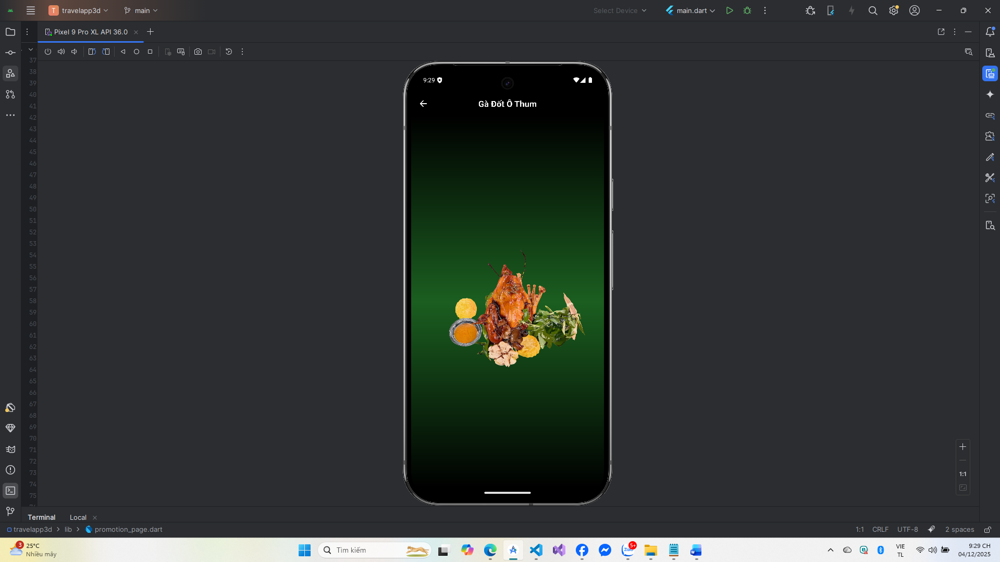 T travelapp3d
main
Select Device
main.dart
Pixel 9 Pro XL API 36.0
37
38
39
40
41
42
43
44
45
46
47
48
49
50
51
52
53
54
55
56
57
58
59
60
61
62
63
64
65
66
67
68
69
70
71
72
73
74
75
9:29
Gà Đốt Ô Thum
1:1
Terminal
Local
travelapp3d > lib > promotion_page.dart
1:1 CRLF UTF-8 2 spaces
3
25°C
Nhiều mây
Tìm kiếm
Zalo
5+
VIE
TL
9:29 CH
04/12/2025